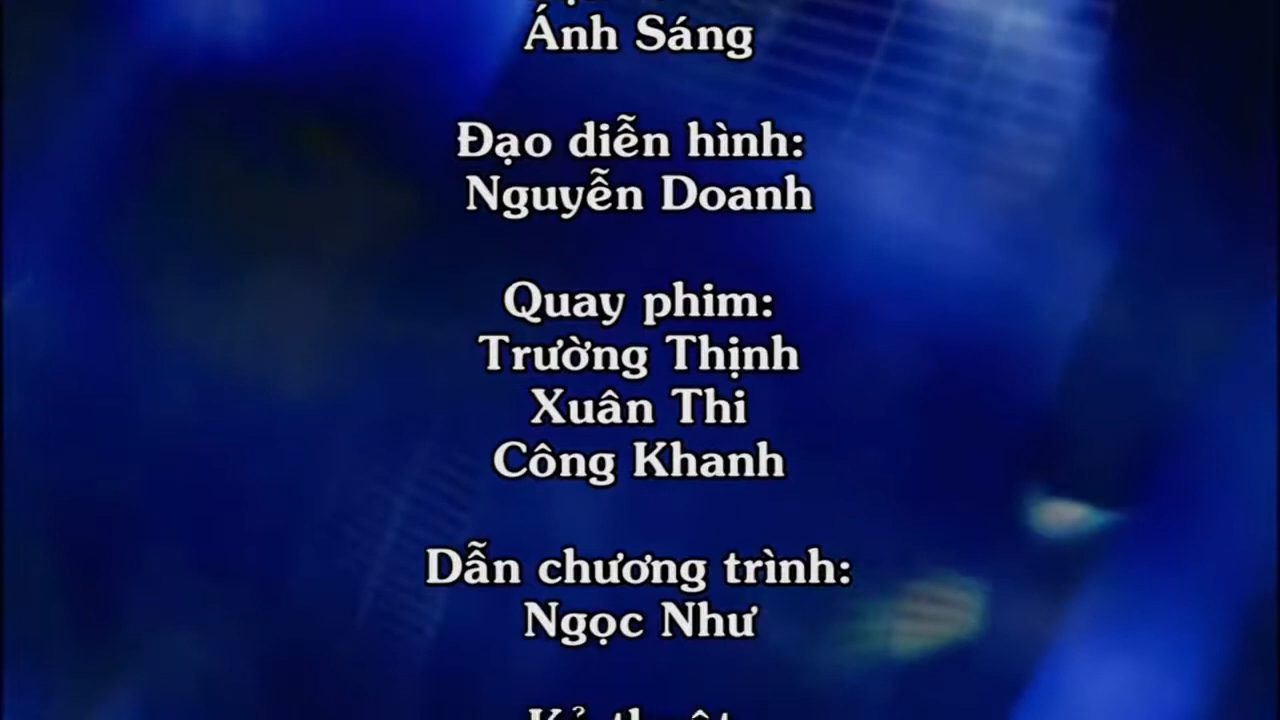 Ánh Sáng
Đạo diễn hình:
Nguyễn Doanh
Quay phim:
Trường Thịnh
Xuân Thi
Công Khanh
Dẫn chương trình:
Ngọc Như